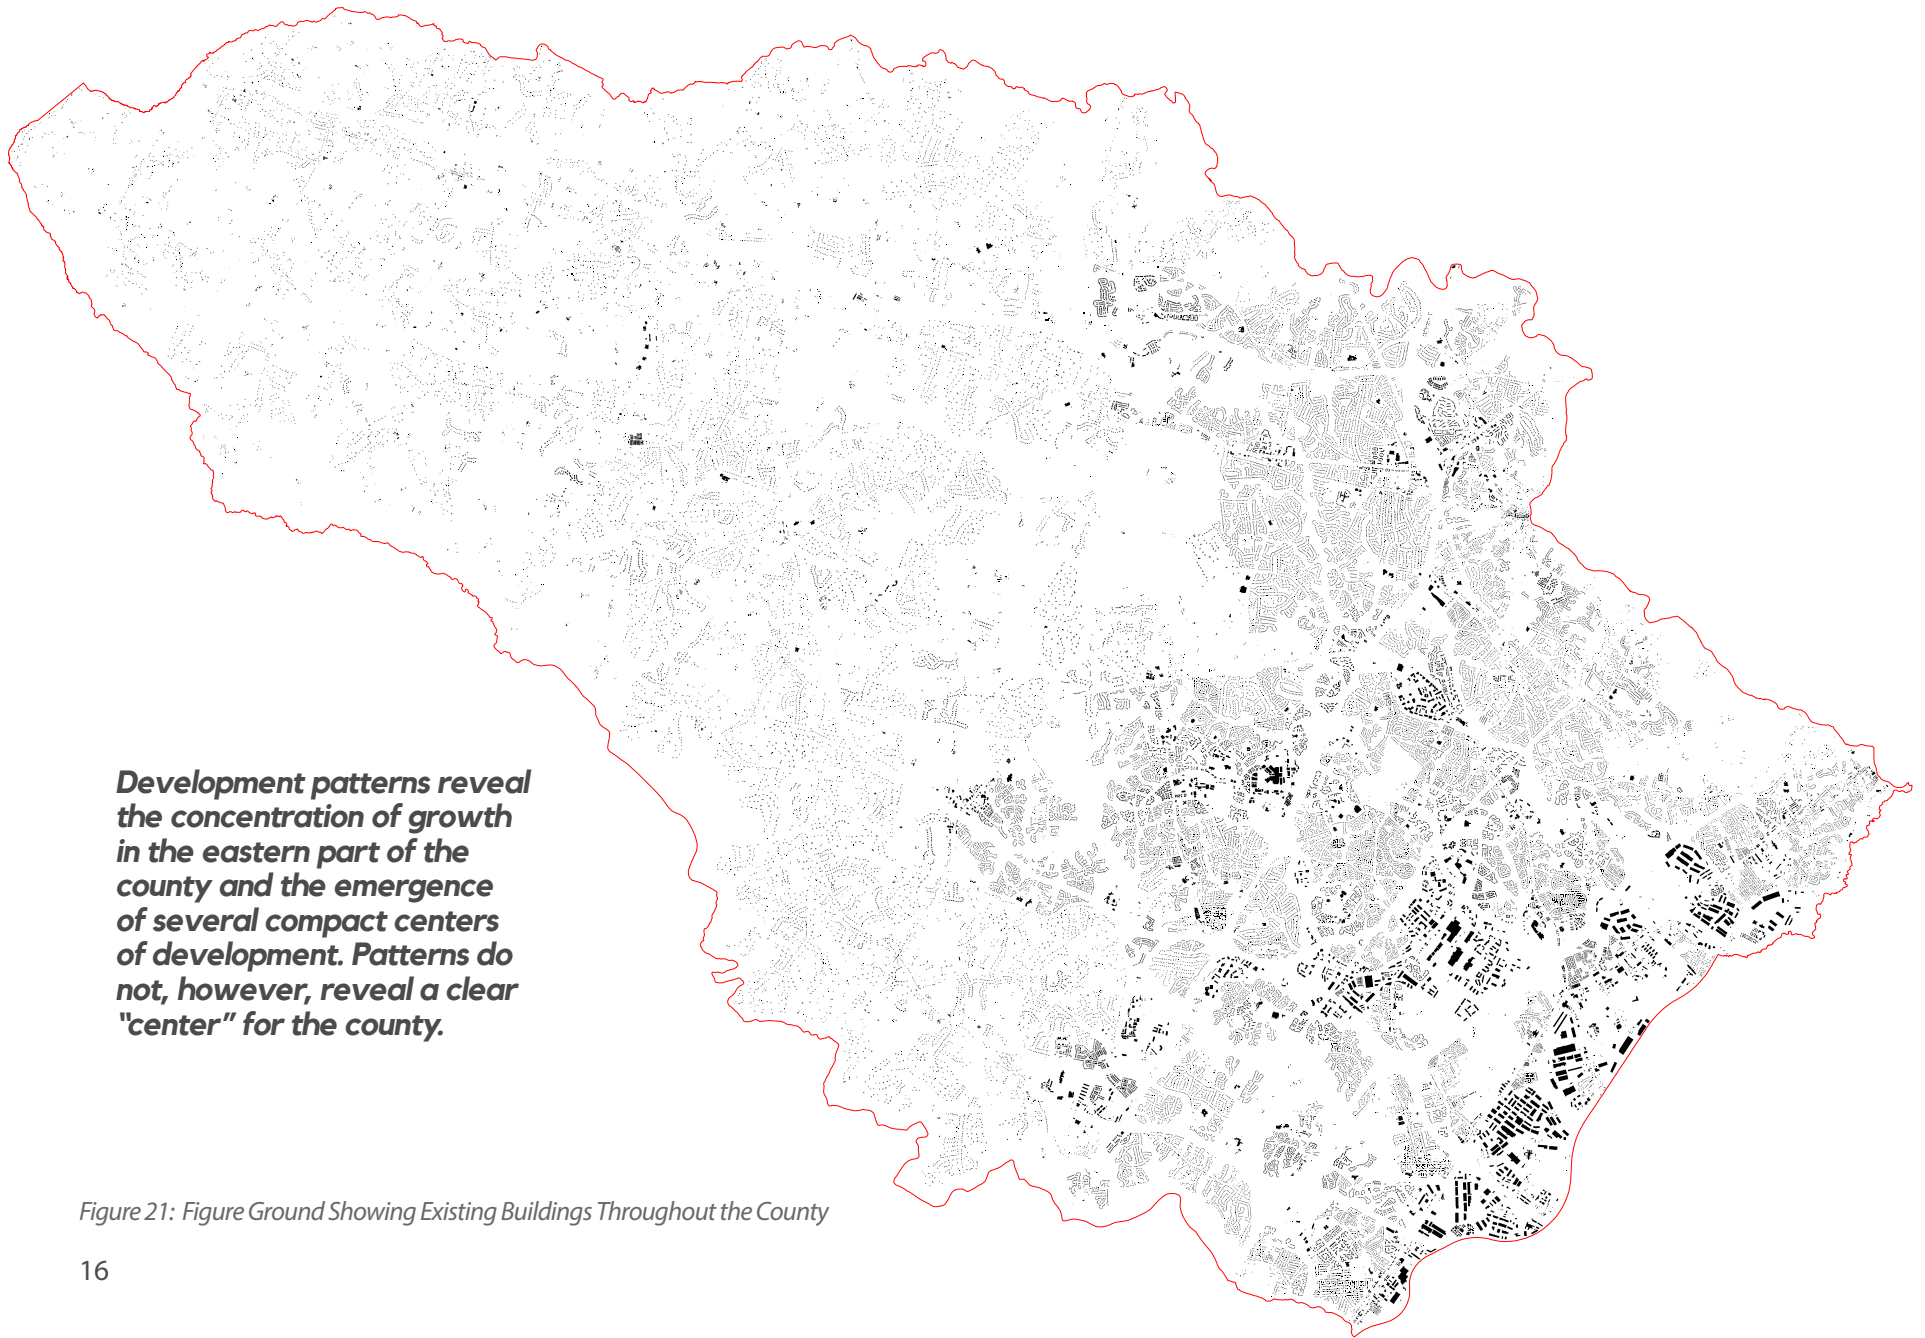 Development patterns reveal
the concentration of growth
in the eastern part of the
county and the emergence
of several compact centers
of development. Patterns do
not, however, reveal a clear
“center” for the county.
Figure 21:  Figure Ground Showing Existing Buildings Throughout the County
16